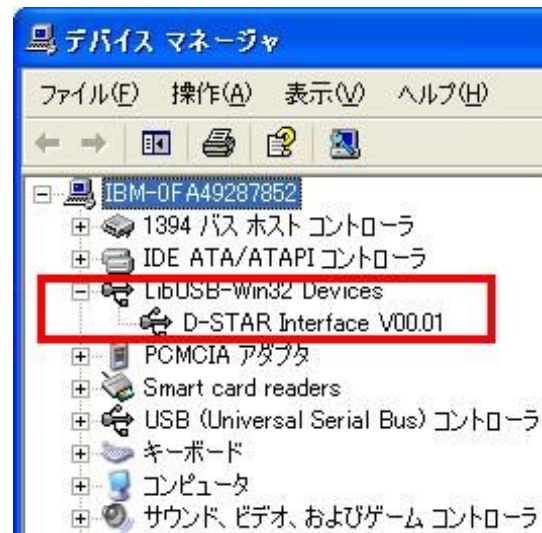 デバイス マネージャ
ファイル(F) 操作(A) 表示(V) ヘルプ(H)
IBM-0FA49287852
1394 バス ホスト コントローラ
IDE ATA/ATAPI コントローラ
LibUSB-Win32 Devices
D-STAR Interface V00.01
PCMCIA アダプタ
Smart card readers
USB (Universal Serial Bus) コントローラ
キーボード
コンピュータ
サウンド、ビデオ、およびゲーム コントローラ